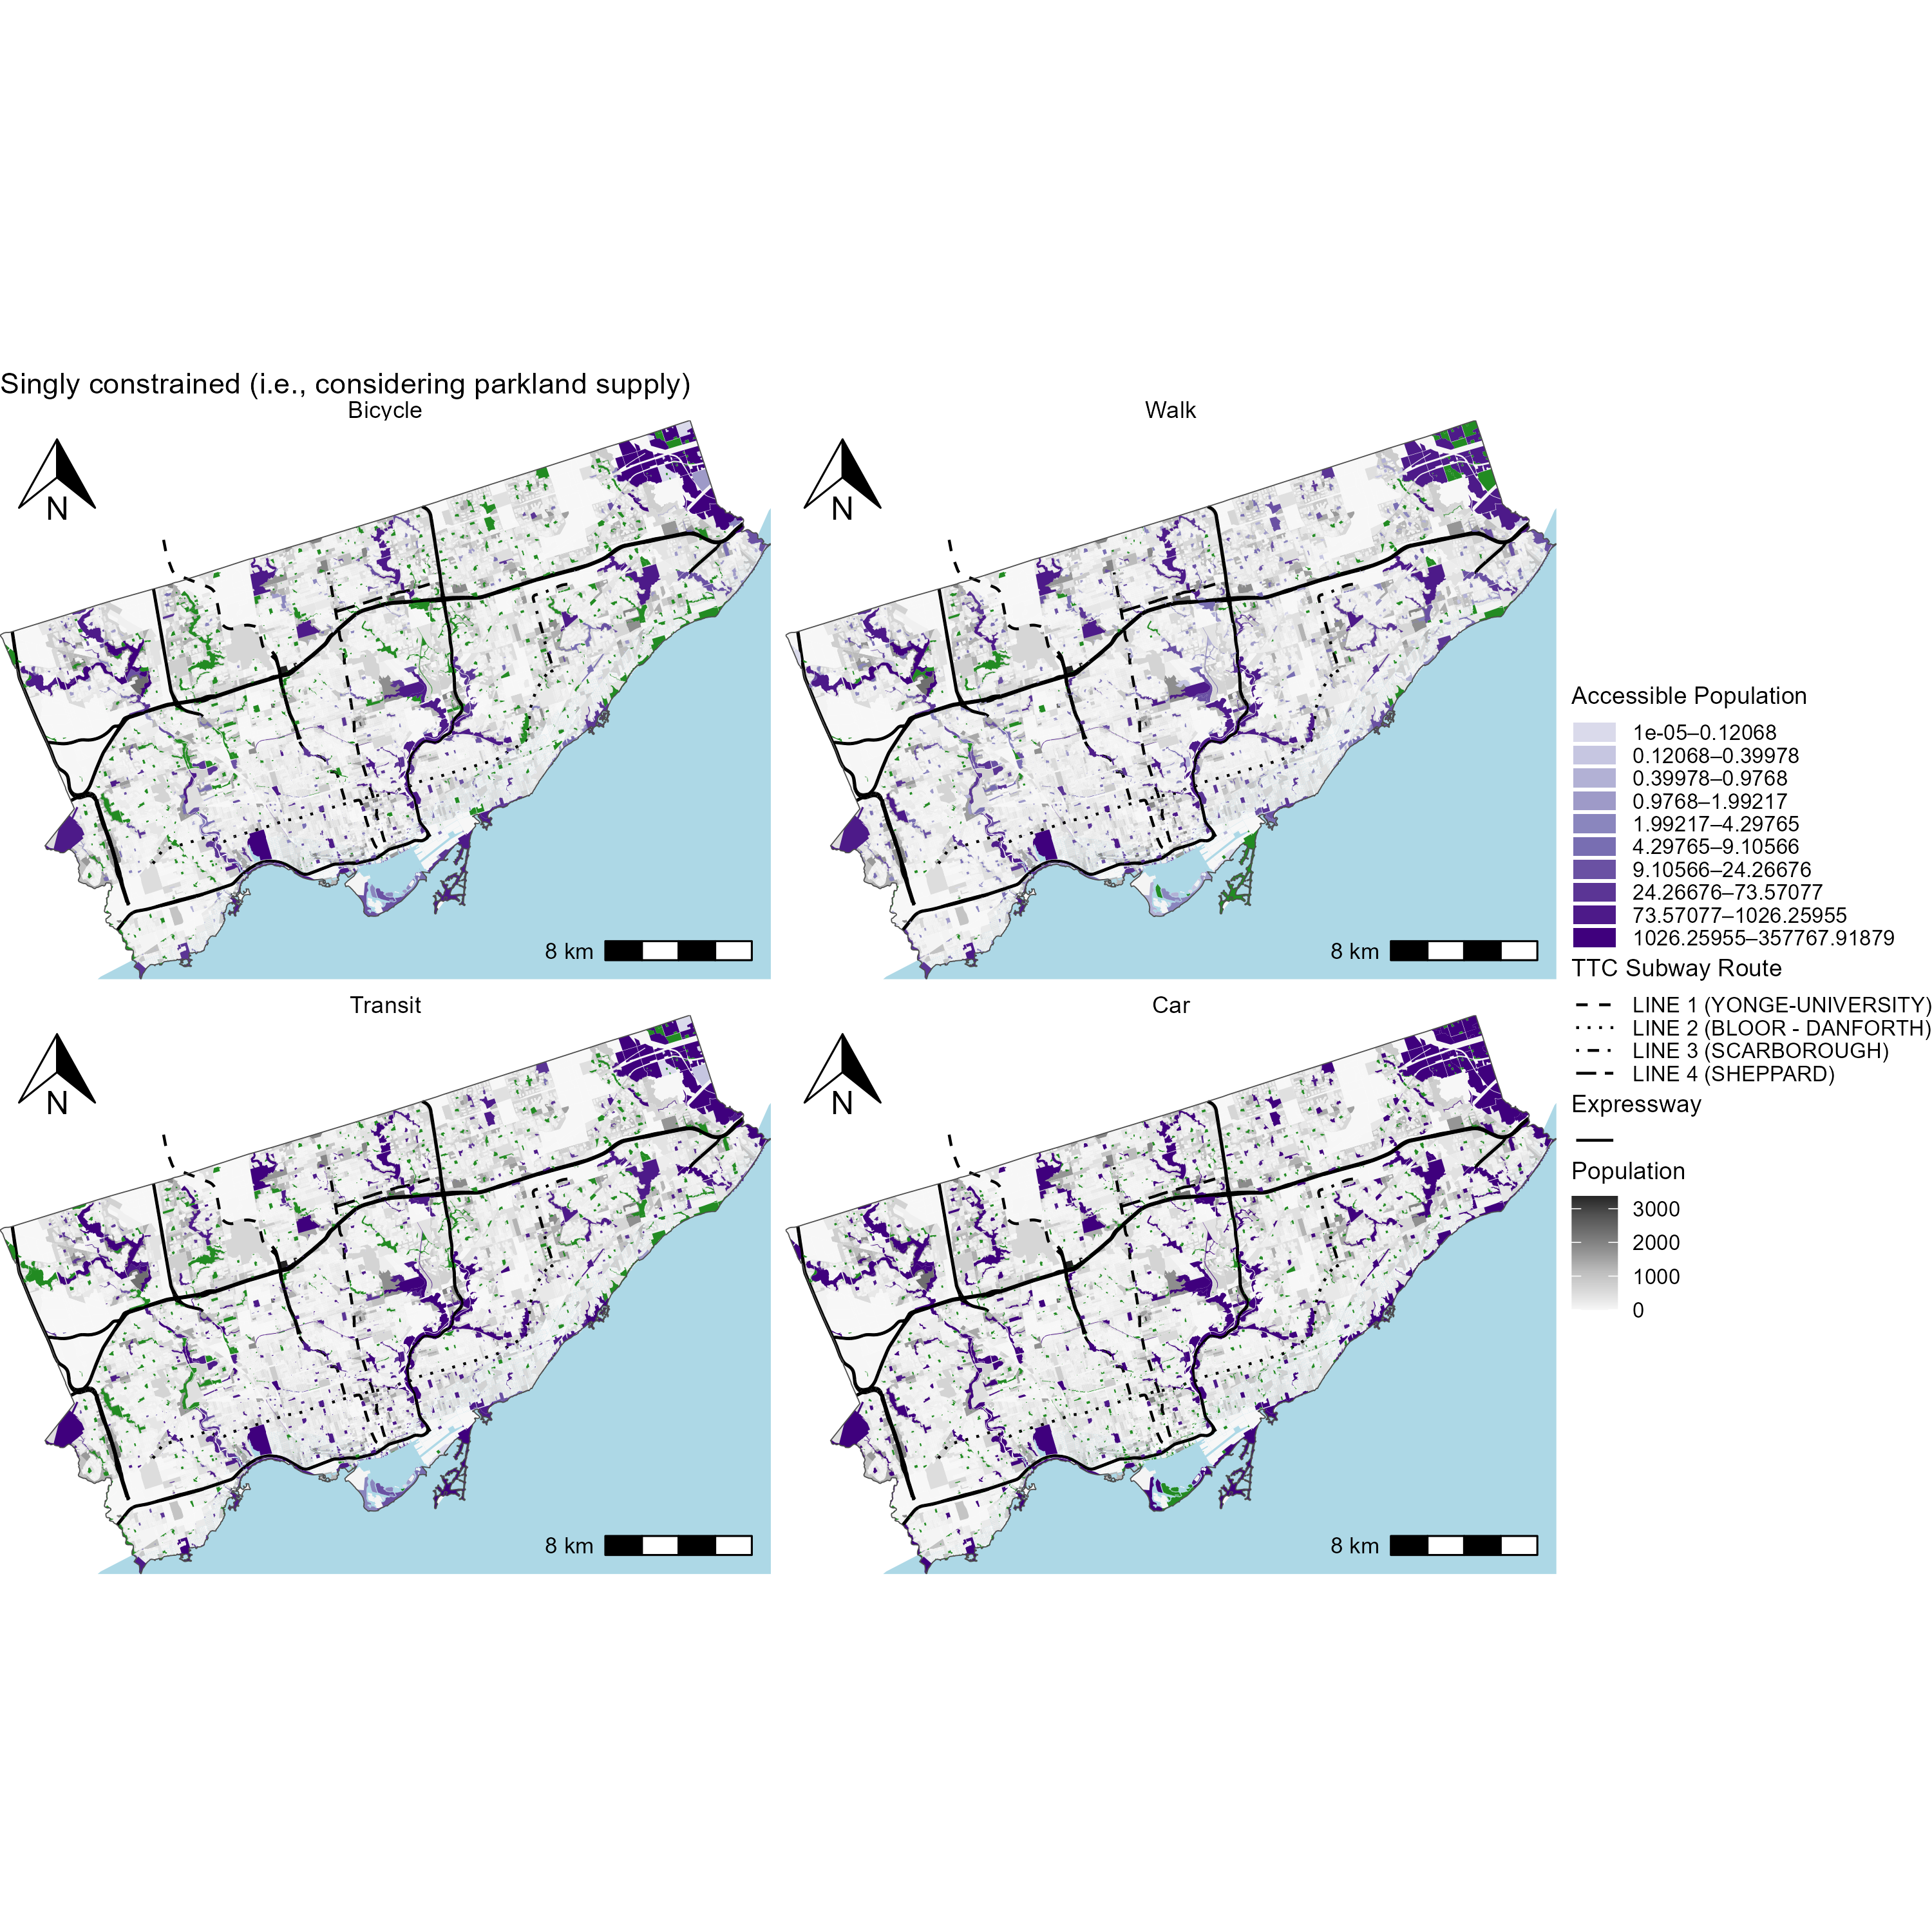 Singly constrained (i.e., considering parkland supply)
Bicycle
Walk
N
N
8 km
8 km
Transit
Car
N
N
8 km
8 km
Accessible Population
1e-05–0.12068
0.12068–0.39978
0.39978–0.9768
0.9768–1.99217
1.99217–4.29765
4.29765–9.10566
9.10566–24.26676
24.26676–73.57077
73.57077–1026.25955
1026.25955–357767.91879
TTC Subway Route
LINE 1 (YONGE-UNIVERSITY)
LINE 2 (BLOOR - DANFORTH)
LINE 3 (SCARBOROUGH)
LINE 4 (SHEPPARD)
Expressway
Population
3000
2000
1000
0